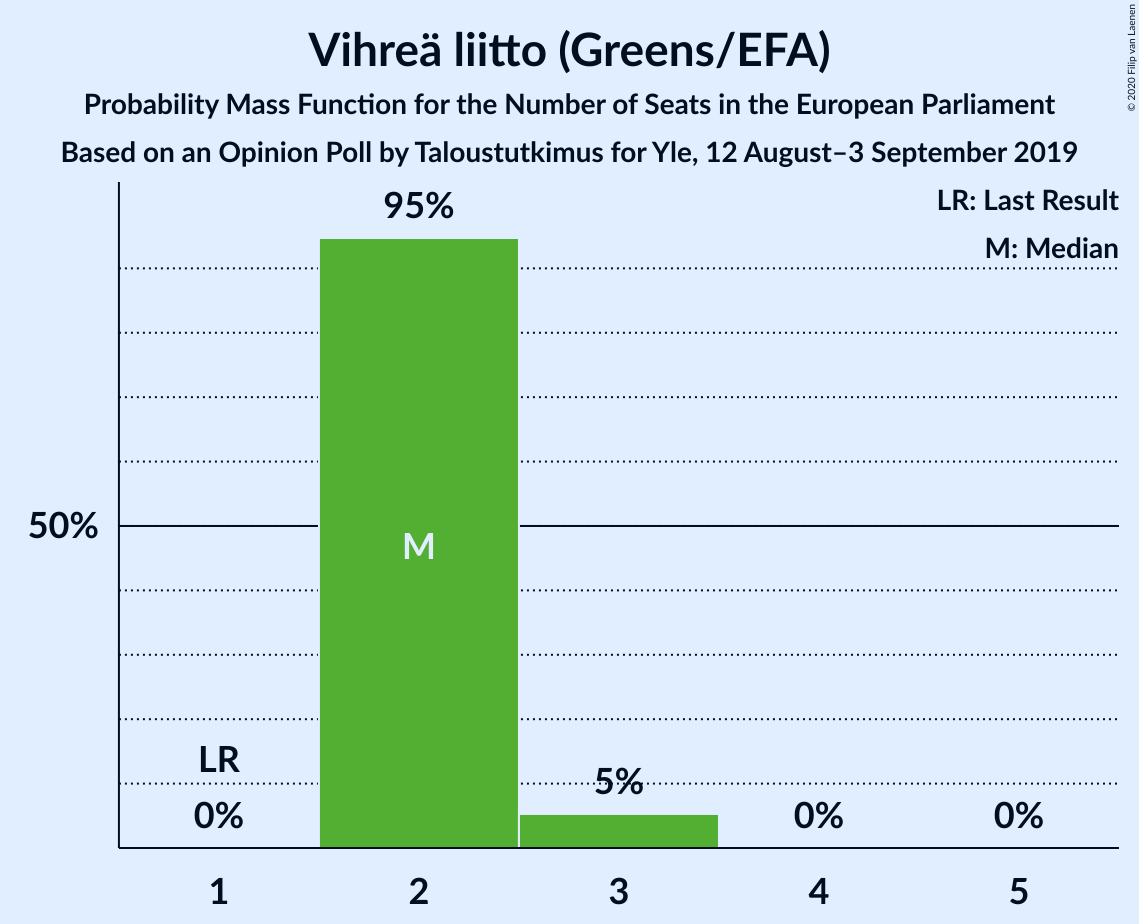 Vihreä liitto (Greens/EFA)
Probability Mass Function for the Number of Seats in the European Parliament
Based on an Opinion Poll by Taloustutkimus for Yle, 12 August–3 September 2019
© 2020 Filip van Laenen
LR: Last Result
M: Median
95%
50%
M
LR
0%
5%
0%
0%
1 2 3 4 5